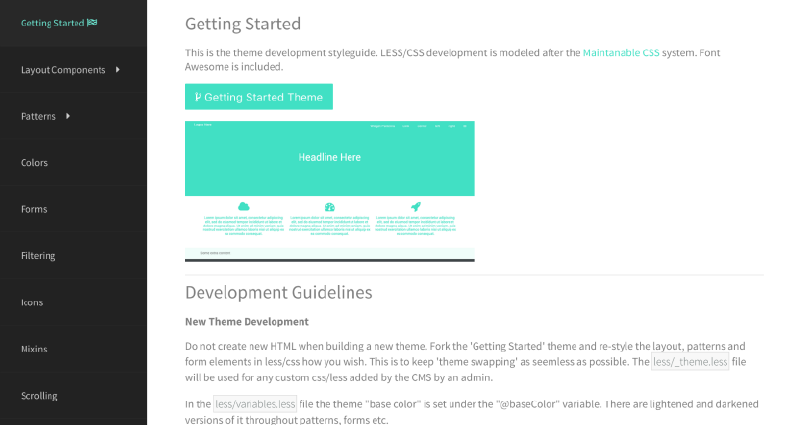 Getting Started
Layout Components
Patterns
Colors
Forms
Filtering
Icons
Mixins
Scrolling
Getting Started
This is the theme development styleguide. LESS/CSS development is modeled after the Maintanable CSS system. Font
Awesome is included.
Getting Started Theme
Headline Here
Development Guidelines
New Theme Development
Do not create new HTML when building a new theme. Fork the 'Getting Started' theme and re-style the layout, patterns and
form elements in less/css how you wish. This is to keep 'theme swapping' as seemless as possible. The less/_theme.less file
will be used for any custom css/less added by the CMS by an admin.
In the less/variables.less file the theme "base color" is set under the "@baseColor" variable. There are lightened and darkened
versions of it throughout patterns, forms etc.